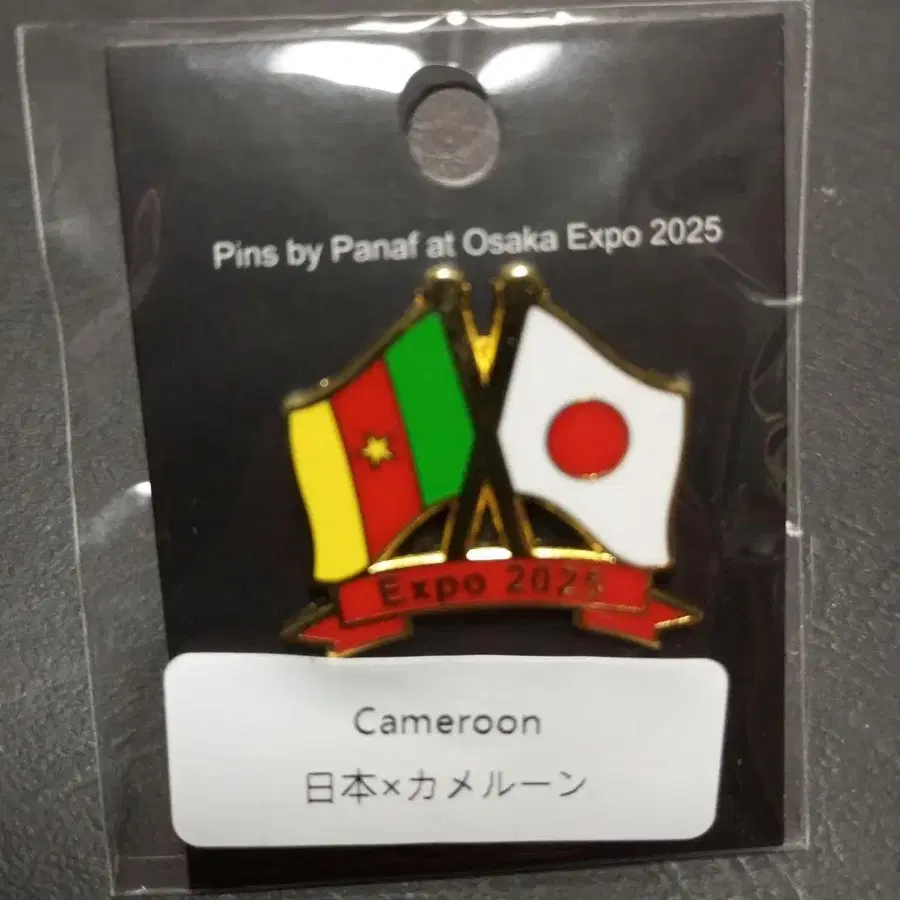 Pins by Panaf at Osaka Expo 2025
Expo 2025
Cameroon
日本×カメルーン